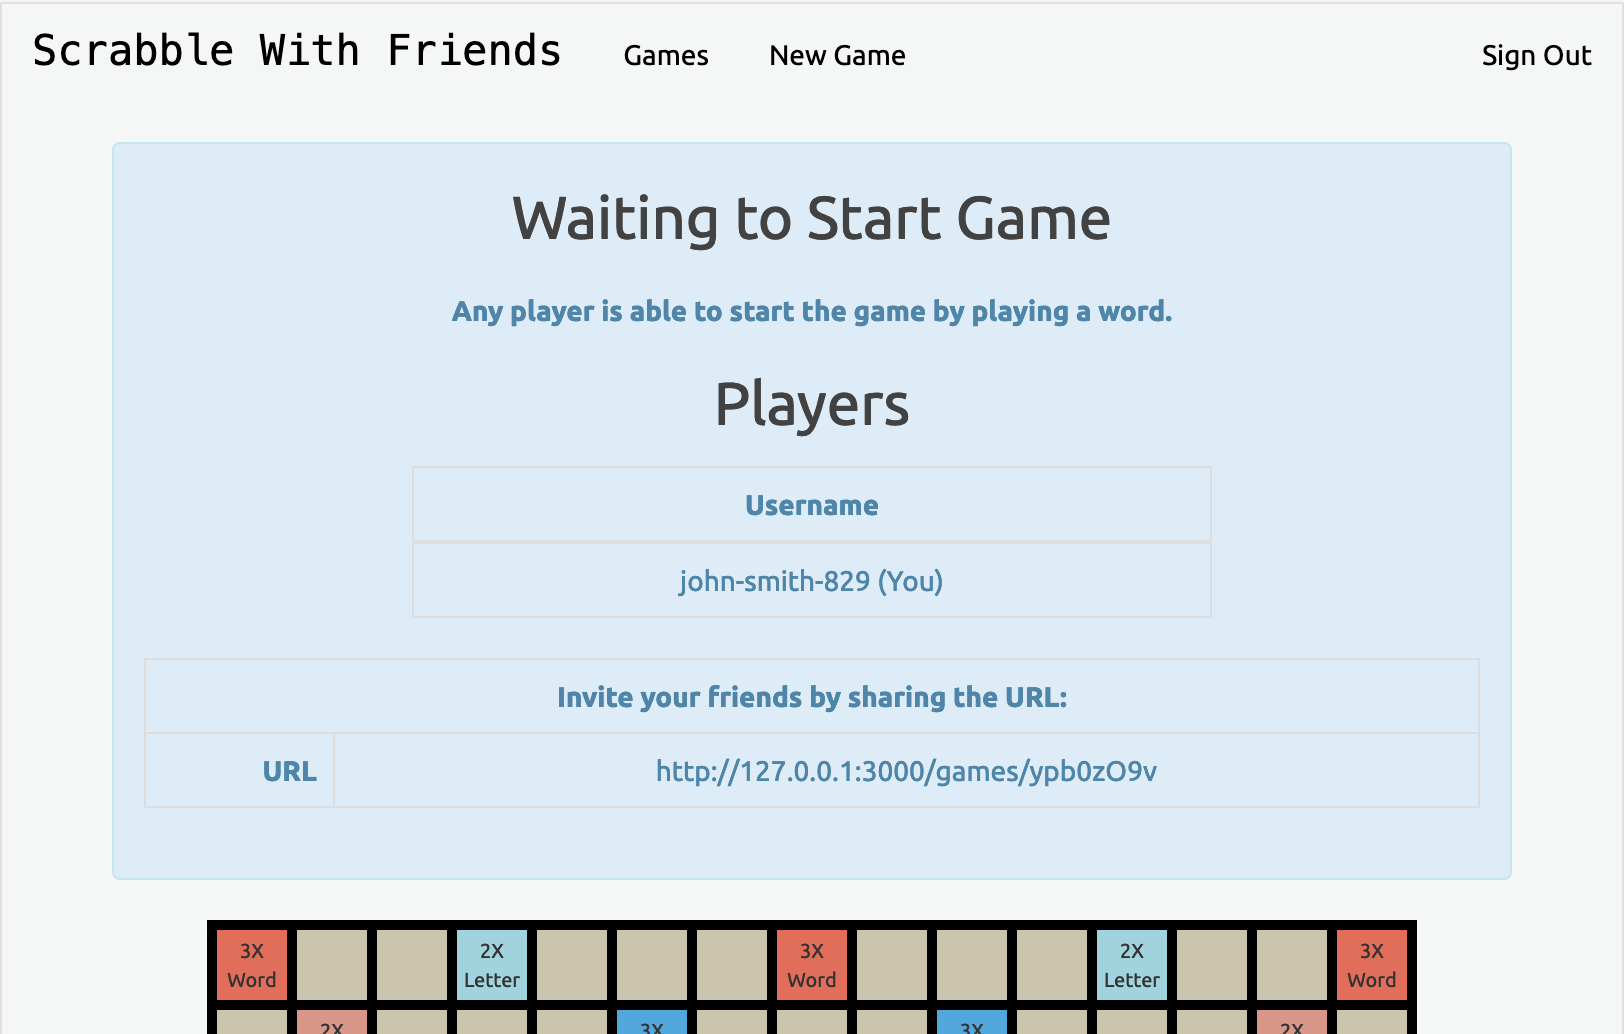 Scrabble With Friends Games New Game Sign Out
Waiting to Start Game
Any player is able to start the game by playing a word.
Players
Username
john-smith-829 (You)
Invite your friends by sharing the URL:
URL http://127.0.0.1:3000/games/ypb0zO9v
3X 2X 3X 2X 3X
Word Letter Word Letter Word
2X 3X 3X 2X